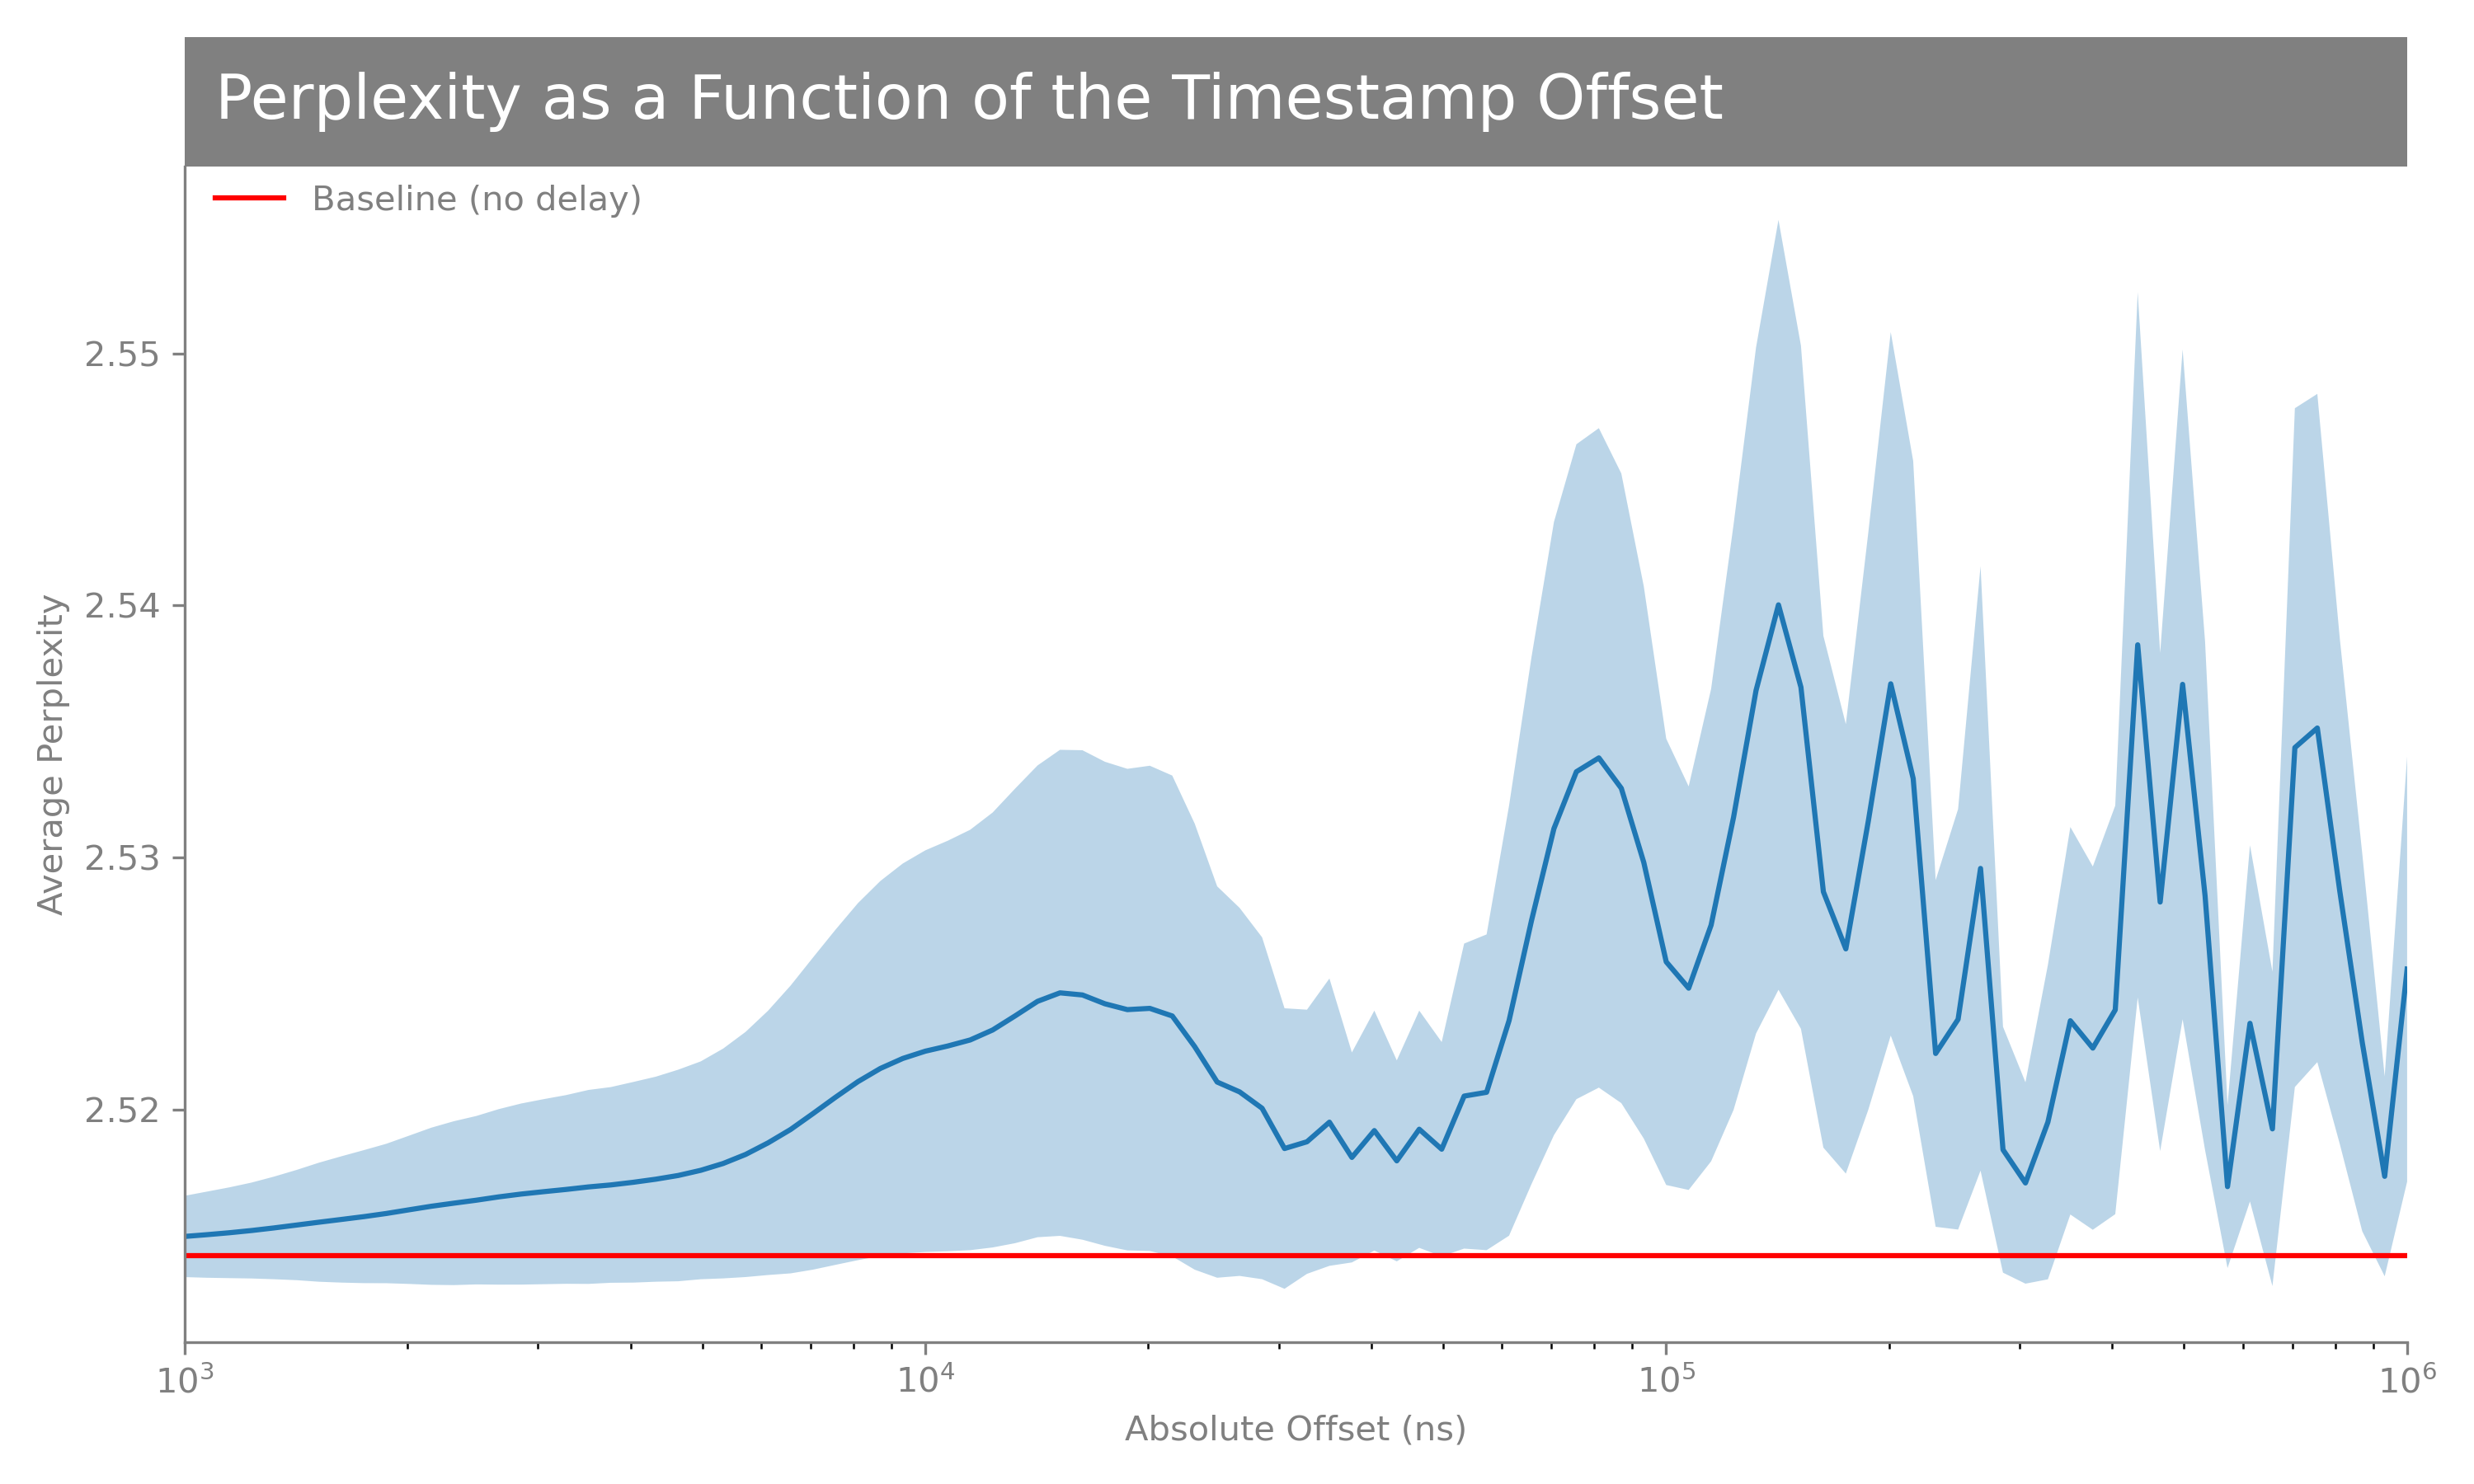 Perplexity as a Function of the Timestamp Offset
Baseline (no delay)
Average Perplexity
2.55
2.54
2.53
2.52
10³
10⁴
10⁵
10⁶
Absolute Offset (ns)